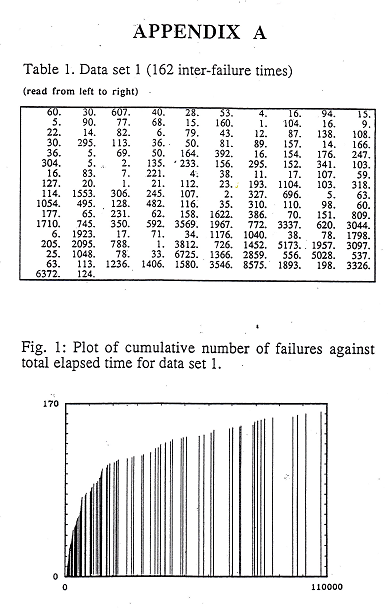 APPENDIX A
Table 1. Data set 1 (162 inter-failure times)
(read from left to right)
60. 30. 607. 40. 28. 53. 4. 16. 94. 15.
5. 90. 77. 68. 15. 160. 1. 104. 16. 9.
22. 14. 82. 6. 79. 43. 12. 87. 138. 108.
30. 295. 113. 36. 50. 81. 89. 157. 14. 166.
36. 5. 69. 50. 164. 392. 16. 154. 176. 247.
304. 5. 2. 135. 233. 156. 295. 152. 341. 103.
16. 83. 7. 221. 4. 38. 11. 17. 107. 59.
127. 20. 1. 21. 112. 23. 193. 1104. 103. 318.
114. 1553. 306. 245. 107. 2. 327. 696. 5. 63.
1054. 495. 128. 482. 116. 35. 310. 110. 98. 60.
177. 65. 231. 62. 158. 1622. 386. 70. 151. 809.
1710. 745. 350. 592. 3569. 1967. 772. 3337. 620. 3044.
6. 1923. 17. 71. 34. 1176. 1040. 38. 78. 1798.
205. 2095. 788. 1. 3812. 726. 1452. 5173. 1957. 3097.
25. 1048. 78. 33. 6725. 1366. 2859. 556. 5028. 537.
63. 113. 1236. 1406. 1580. 3546. 8575. 1893. 198. 3326.
6372. 124.
Fig. 1: Plot of cumulative number of failures against
total elapsed time for data set 1.
170
0
0 110000